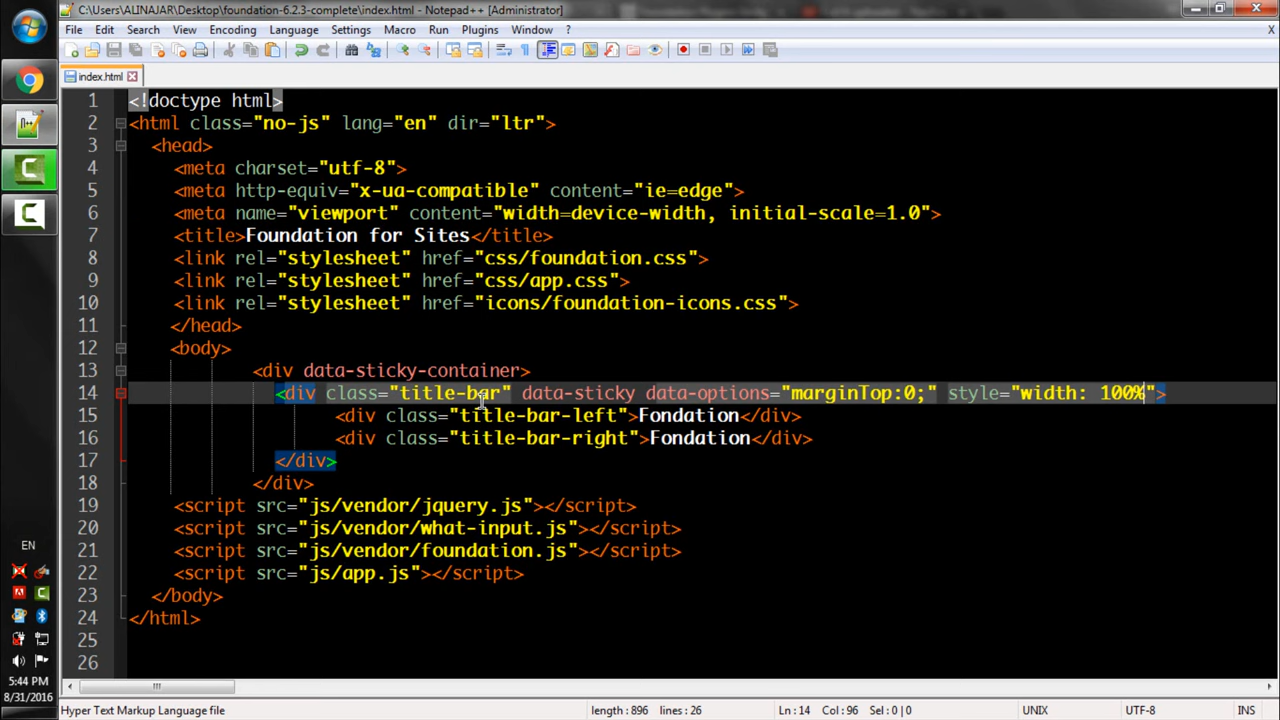 C:\Users\ALINAJAR\Desktop\foundation-6.2.3-complete\index.html - Notepad++ [Administrator]
File Edit Search View Encoding Language Settings Macro Run Plugins Window ? X
index.html
1 <!doctype html>
2 <html class="no-js" lang="en" dir="ltr">
3 <head>
4 <meta charset="utf-8">
5 <meta http-equiv="x-ua-compatible" content="ie=edge">
6 <meta name="viewport" content="width=device-width, initial-scale=1.0">
7 <title>Foundation for Sites</title>
8 <link rel="stylesheet" href="css/foundation.css">
9 <link rel="stylesheet" href="css/app.css">
10 <link rel="stylesheet" href="icons/foundation-icons.css">
11 </head>
12 <body>
13 <div data-sticky-container>
14 <div class="title-bar" data-sticky data-options="marginTop:0;" style="width: 100%">
15 <div class="title-bar-left">Fondation</div>
16 <div class="title-bar-right">Fondation</div>
17 </div>
18 </div>
19 <script src="js/vendor/jquery.js"></script>
20 <script src="js/vendor/what-input.js"></script>
21 <script src="js/vendor/foundation.js"></script>
22 <script src="js/app.js"></script>
23 </body>
24 </html>
25
26
EN
5:44 PM
8/31/2016
Hyper Text Markup Language file length : 896 lines : 26 Ln : 14 Col : 96 Sel : 0 | 0 UNIX UTF-8 INS